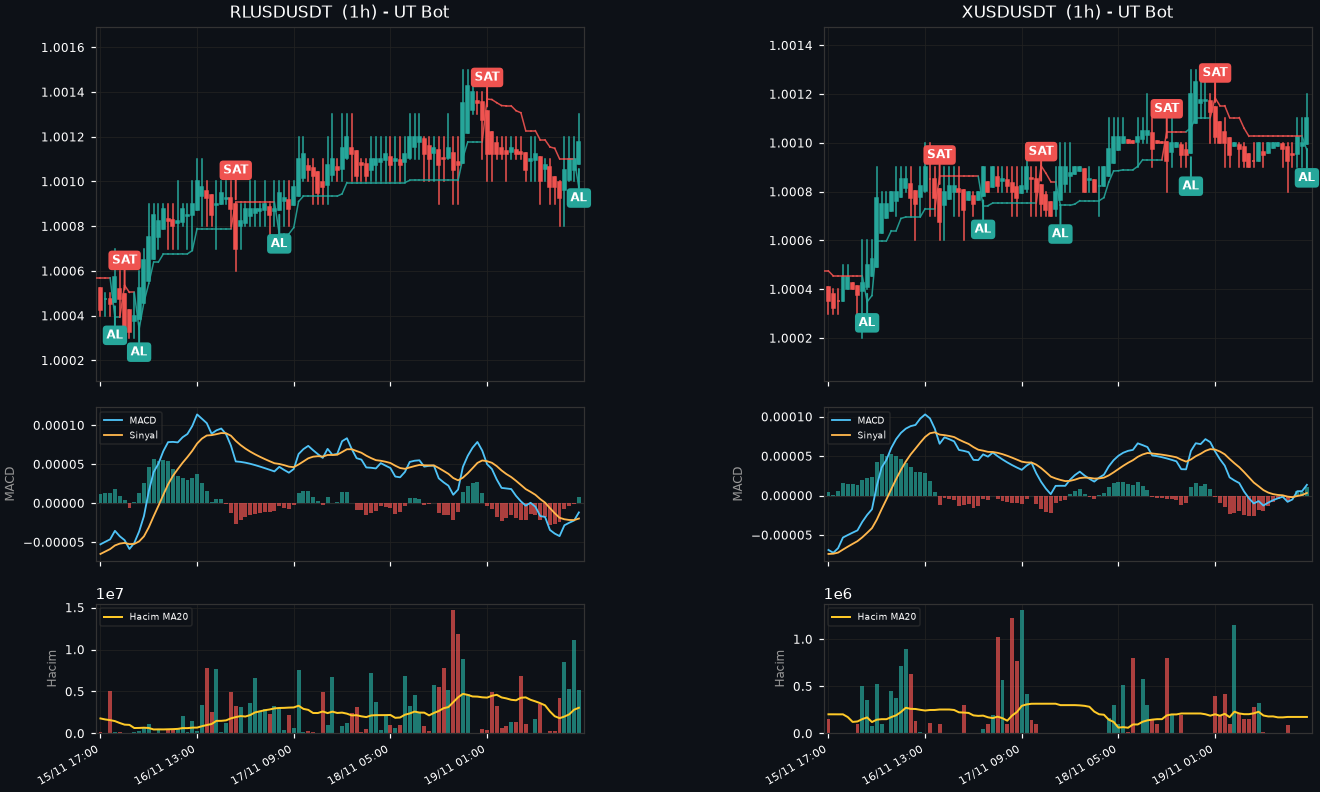 RLUSDUSDT (1h) - UT Bot
1.0016
1.0014
1.0012
1.0010
1.0008
1.0006
1.0004
1.0002
SAT
SAT
SAT
AL
AL
AL
AL
MACD
MACD
Sinyal
0.00010
0.00005
0.00000
−0.00005
1e7
Hacim
Hacim MA20
1.5
1.0
0.5
0.0
15/11 17:00
16/11 13:00
17/11 09:00
18/11 05:00
19/11 01:00
XUSDUSDT (1h) - UT Bot
1.0014
1.0012
1.0010
1.0008
1.0006
1.0004
1.0002
SAT
SAT
SAT
SAT
AL
AL
AL
AL
AL
MACD
MACD
Sinyal
0.00010
0.00005
0.00000
−0.00005
1e6
Hacim
Hacim MA20
1.0
0.5
0.0
15/11 17:00
16/11 13:00
17/11 09:00
18/11 05:00
19/11 01:00